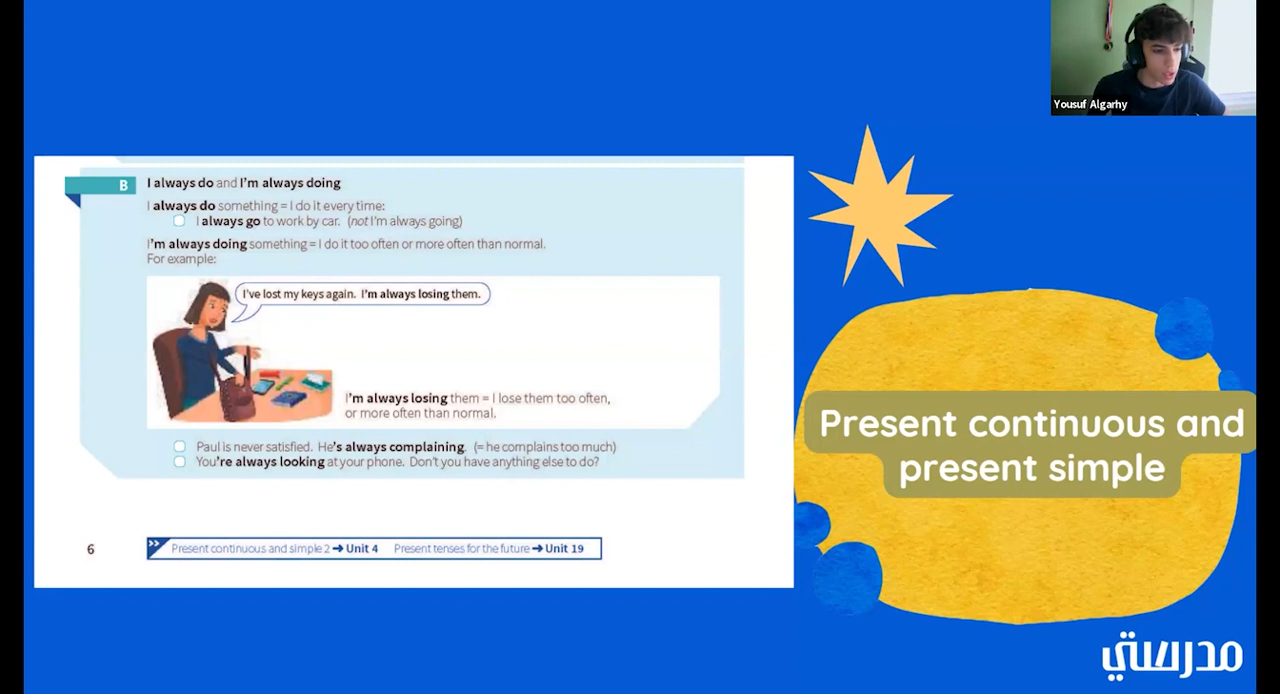 Yousuf Algarhy
B
I always do and I'm always doing
I always do something = I do it every time:
I always go to work by car. (not I'm always going)
I'm always doing something = I do it too often or more often than normal.
For example:
I've lost my keys again. I'm always losing them.
I'm always losing them = I lose them too often,
or more often than normal.
Paul is never satisfied. He's always complaining. (= he complains too much)
You're always looking at your phone. Don't you have anything else to do?
6
Present continuous and simple 2 ➜ Unit 4 Present tenses for the future ➜ Unit 19
Present continuous and
present simple
مدرستي